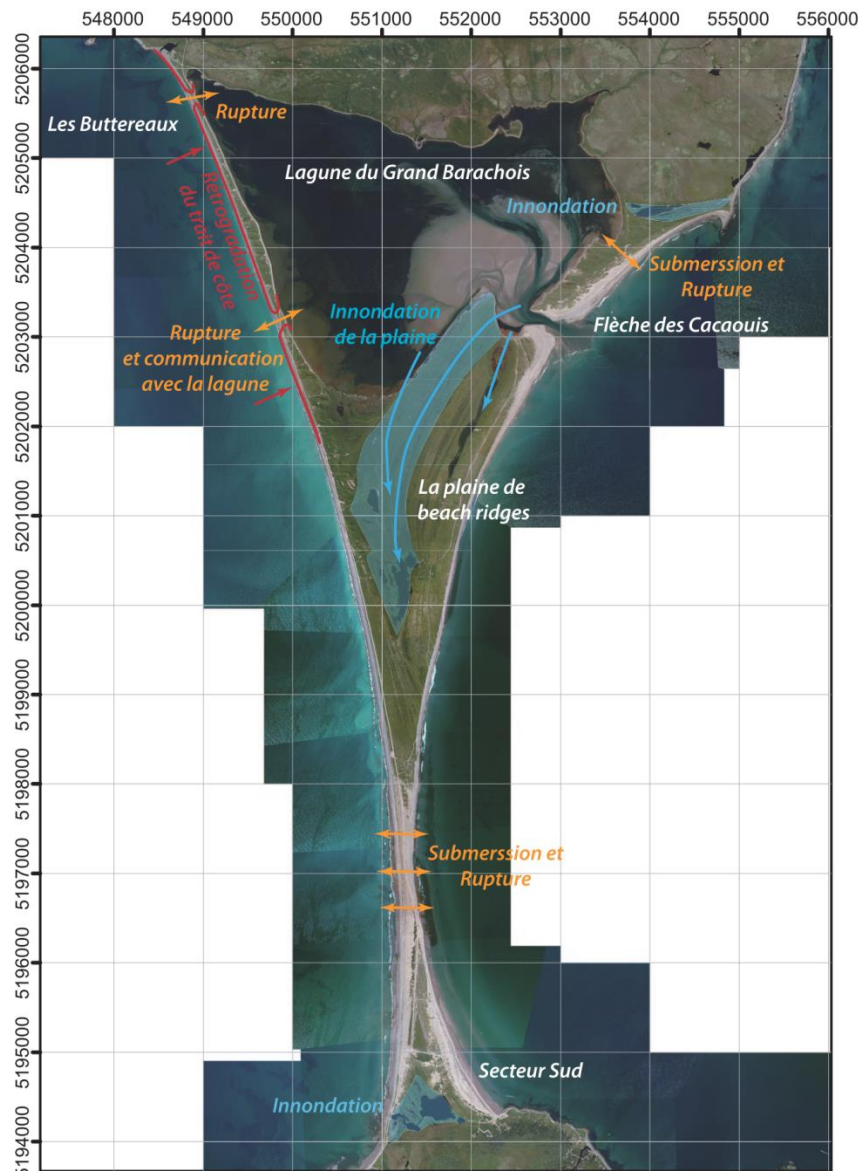 548000 549000 550000 551000 552000 553000 554000 555000 556000
5206000
Rupture
Les Buttereaux
5205000
Lagune du Grand Barachois
Retrogradation
du trait de côte
Innondation
5204000
Submerssion et
Rupture
Innondation
de la plaine
Flèche des Cacaouis
5203000
Rupture
et communication
avec la lagune
5202000
La plaine de
beach ridges
5201000
5200000
5199000
5198000
Submerssion et
Rupture
5197000
5196000
5195000
Secteur Sud
Innondation
5194000